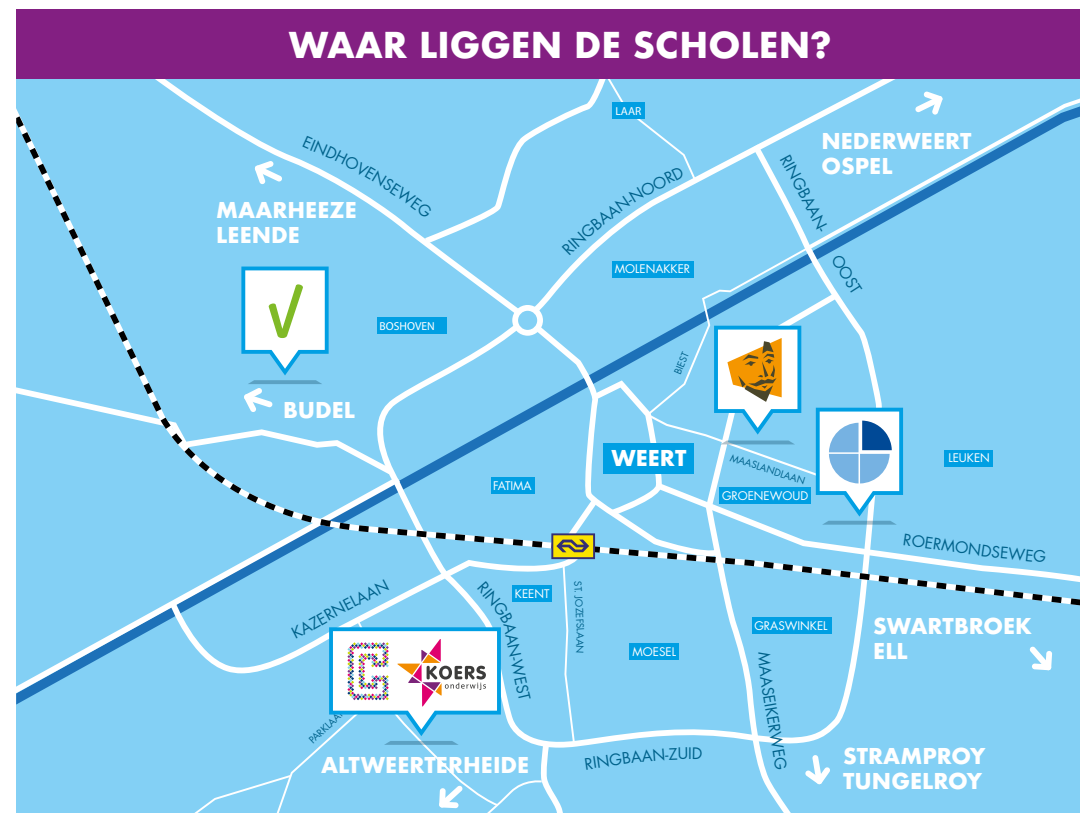 WAAR LIGGEN DE SCHOLEN?
LAAR
EINDHOVENSEWEG
NEDERWEERT
OSPEL
RINGBAAN-
OOST
RINGBAAN-NOORD
MAARHEEZE
LEENDE
MOLENAKKER
BOSHOVEN
BIEST
BUDEL
WEERT
MAASLANDLAAN
LEUKEN
FATIMA
GROENEWOUD
ROERMONDSEWEG
KEENT
ST. JOZEFSLAAN
KAZERNELAAN
RINGBAAN-WEST
GRASWINKEL
SWARTBROEK
ELL
MOESEL
KOERS
onderwijs
MAASEIKERWEG
ALTWEERTERHEIDE
RINGBAAN-ZUID
STRAMPROY
TUNGELROY